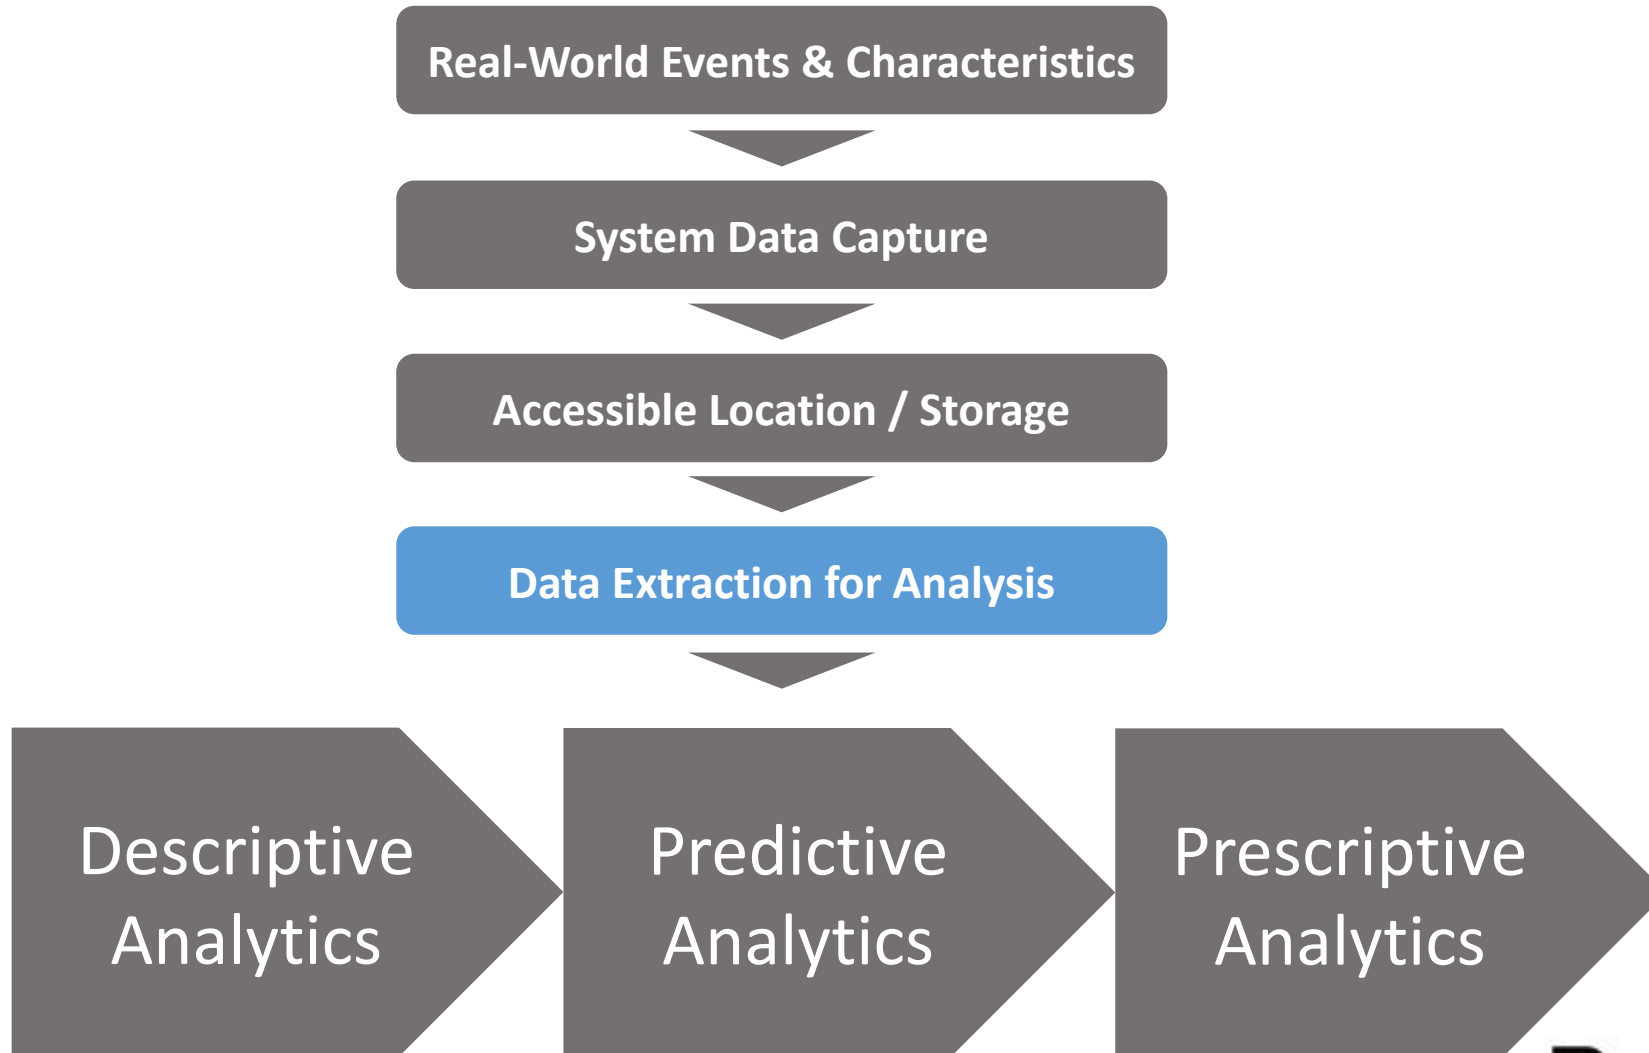 Real-World Events & Characteristics
System Data Capture
Accessible Location / Storage
Data Extraction for Analysis
Descriptive
Analytics
Predictive
Analytics
Prescriptive
Analytics